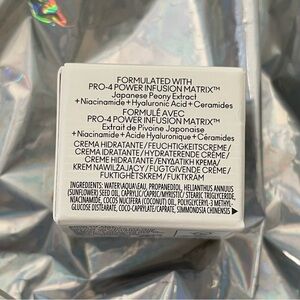 FORMULATED WITH
PRO-4 POWER INFUSION MATRIX™
Japanese Peony Extract
+Niacinamide+Hyaluronic Acid+Ceramides
FORMULÉ AVEC
PRO-4 POWER INFUSION MATRIX™
Extrait de Pivoine Japonaise
+Niacinamide+Acide Hyaluronique+Céramides
CREMA HIDRATANTE/FEUCHTIGKEITSCREME/
CREMA IDRATANTE/HYDRATERENDE CRÈME/
CREME HIDRATANTE/ΕΝΥΔΑΤΙΚΗ ΚΡΕΜΑ/
KREM NAWILŻAJĄCY/FUGTGIVENDE CRÈME/
FUKTIGHETSKREM/FUKTKRÄM
INGREDIENTS: WATER\AQUA\EAU, PROPANEDIOL, HELIANTHUS ANNUUS
(SUNFLOWER) SEED OIL, CAPRYLIC/CAPRIC/MYRISTIC/STEARIC TRIGLYCERIDE,
NIACINAMIDE, COCOS NUCIFERA (COCONUT) OIL, POLYGLYCERYL-3 METHYL-
GLUCOSE DISTEARATE, COCO-CAPRYLATE/CAPRATE, SIMMONDSIA CHINENSIS